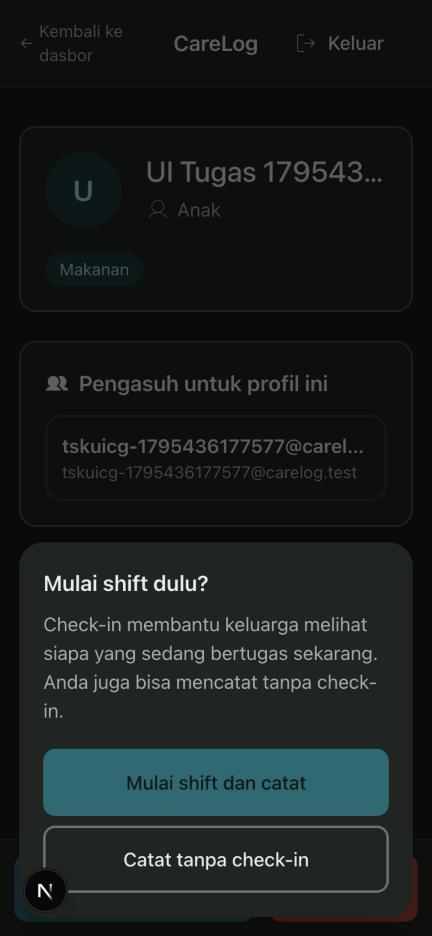 ← Kembali ke
dasbor
CareLog
Keluar
U
UI Tugas 179543...
Anak
Makanan
Pengasuh untuk profil ini
tskuicg-1795436177577@carel...
tskuicg-1795436177577@carelog.test
Mulai shift dulu?
Check-in membantu keluarga melihat
siapa yang sedang bertugas sekarang.
Anda juga bisa mencatat tanpa check-
in.
Mulai shift dan catat
Catat tanpa check-in
N